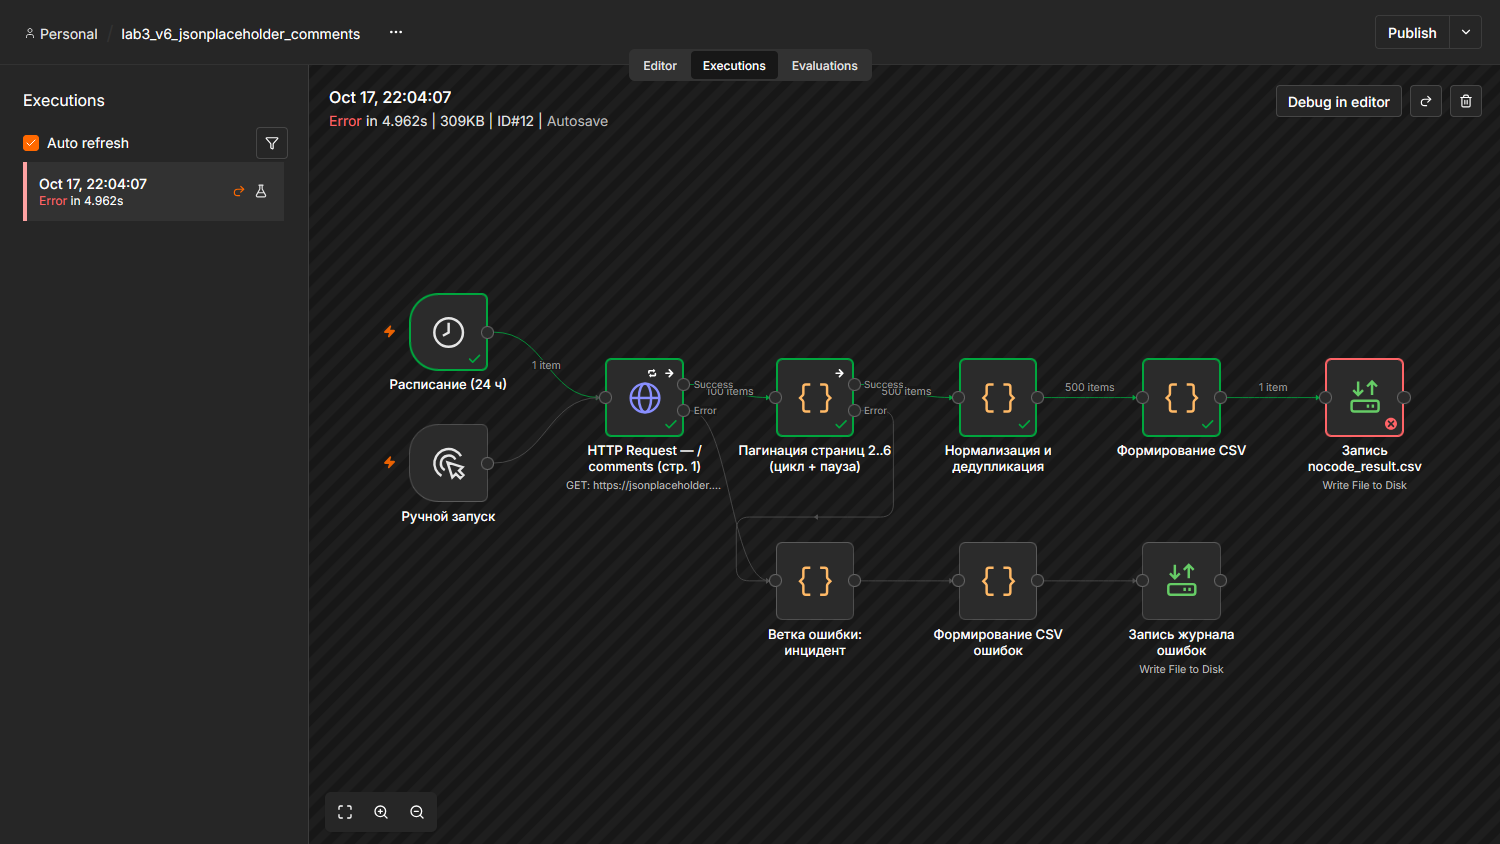 Personal / lab3_v6_jsonplaceholder_comments ...
Publish
Editor Executions Evaluations
Executions
Auto refresh
Oct 17, 22:04:07
Error in 4.962s
Oct 17, 22:04:07
Error in 4.962s | 309KB | ID#12 | Autosave
Debug in editor
1 item
Расписание (24 ч)
Ручной запуск
Success
Error
100 items
HTTP Request — /
comments (стр. 1)
GET: https://jsonplaceholder....
Success
Error
500 items
Пагинация страниц 2..6
(цикл + пауза)
Нормализация и
дедупликация
500 items
Формирование CSV
1 item
Запись
nocode_result.csv
Write File to Disk
Ветка ошибки:
инцидент
Формирование CSV
ошибок
Запись журнала
ошибок
Write File to Disk